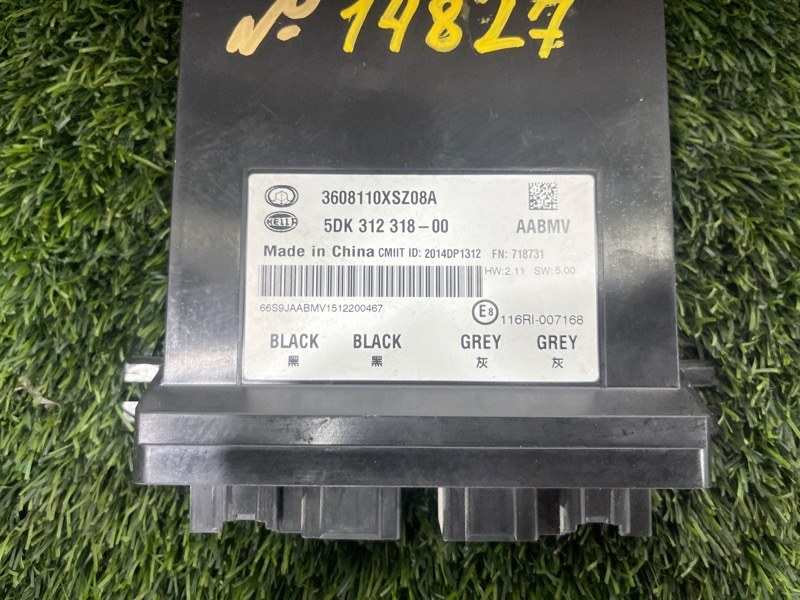 № 14827
3608110XSZ08A
HELLA 5DK 312 318-00 AABMV
Made in China CMIIT ID: 2014DP1312 FN: 718731
HW:2.11 SW:5.00
66S9JAABMV1512200467
E8 116RI-007168
BLACK BLACK GREY GREY
黑 黑 灰 灰